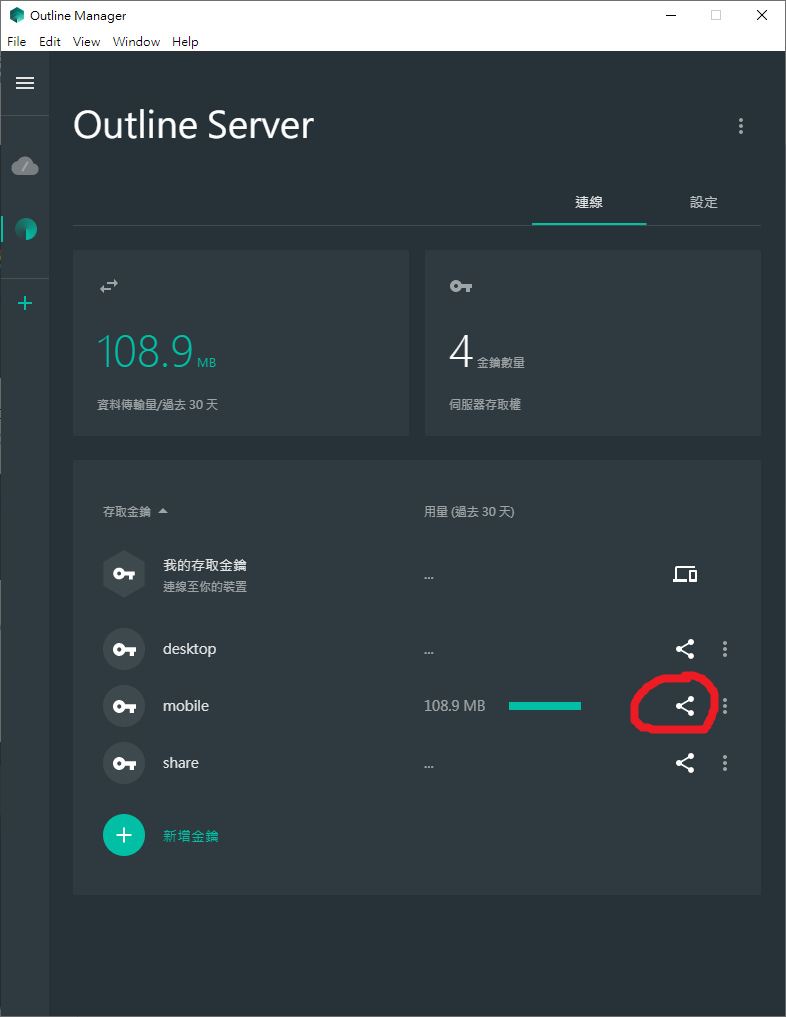 Outline Manager
File Edit View Window Help
Outline Server
連線 設定
108.9 MB
資料傳輸量/過去 30 天
4 金鑰數量
伺服器存取權
存取金鑰 用量 (過去 30 天)
我的存取金鑰
連線至你的裝置
...
desktop ...
mobile 108.9 MB
share ...
新增金鑰